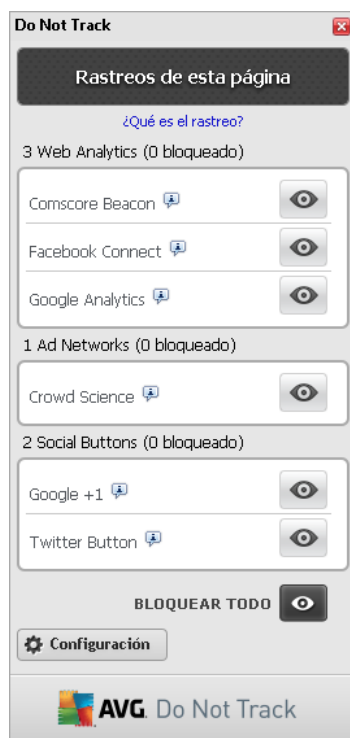 Do Not Track
Rastreos de esta página
¿Qué es el rastreo?
3 Web Analytics (0 bloqueado)
Comscore Beacon
Facebook Connect
Google Analytics
1 Ad Networks (0 bloqueado)
Crowd Science
2 Social Buttons (0 bloqueado)
Google +1
Twitter Button
BLOQUEAR TODO
Configuración
AVG. Do Not Track